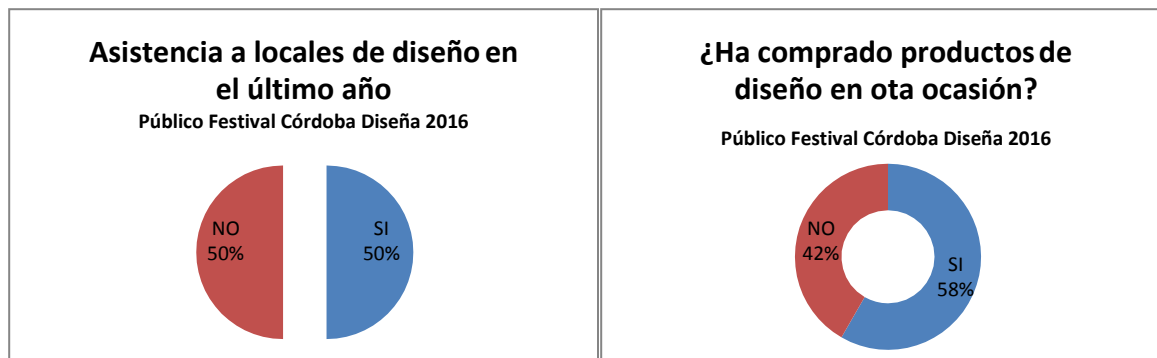 Asistencia a locales de diseño en
el último año
Público Festival Córdoba Diseña 2016
NO
50%
SI
50%
¿Ha comprado productos de
diseño en ota ocasión?
Público Festival Córdoba Diseña 2016
NO
42%
SI
58%